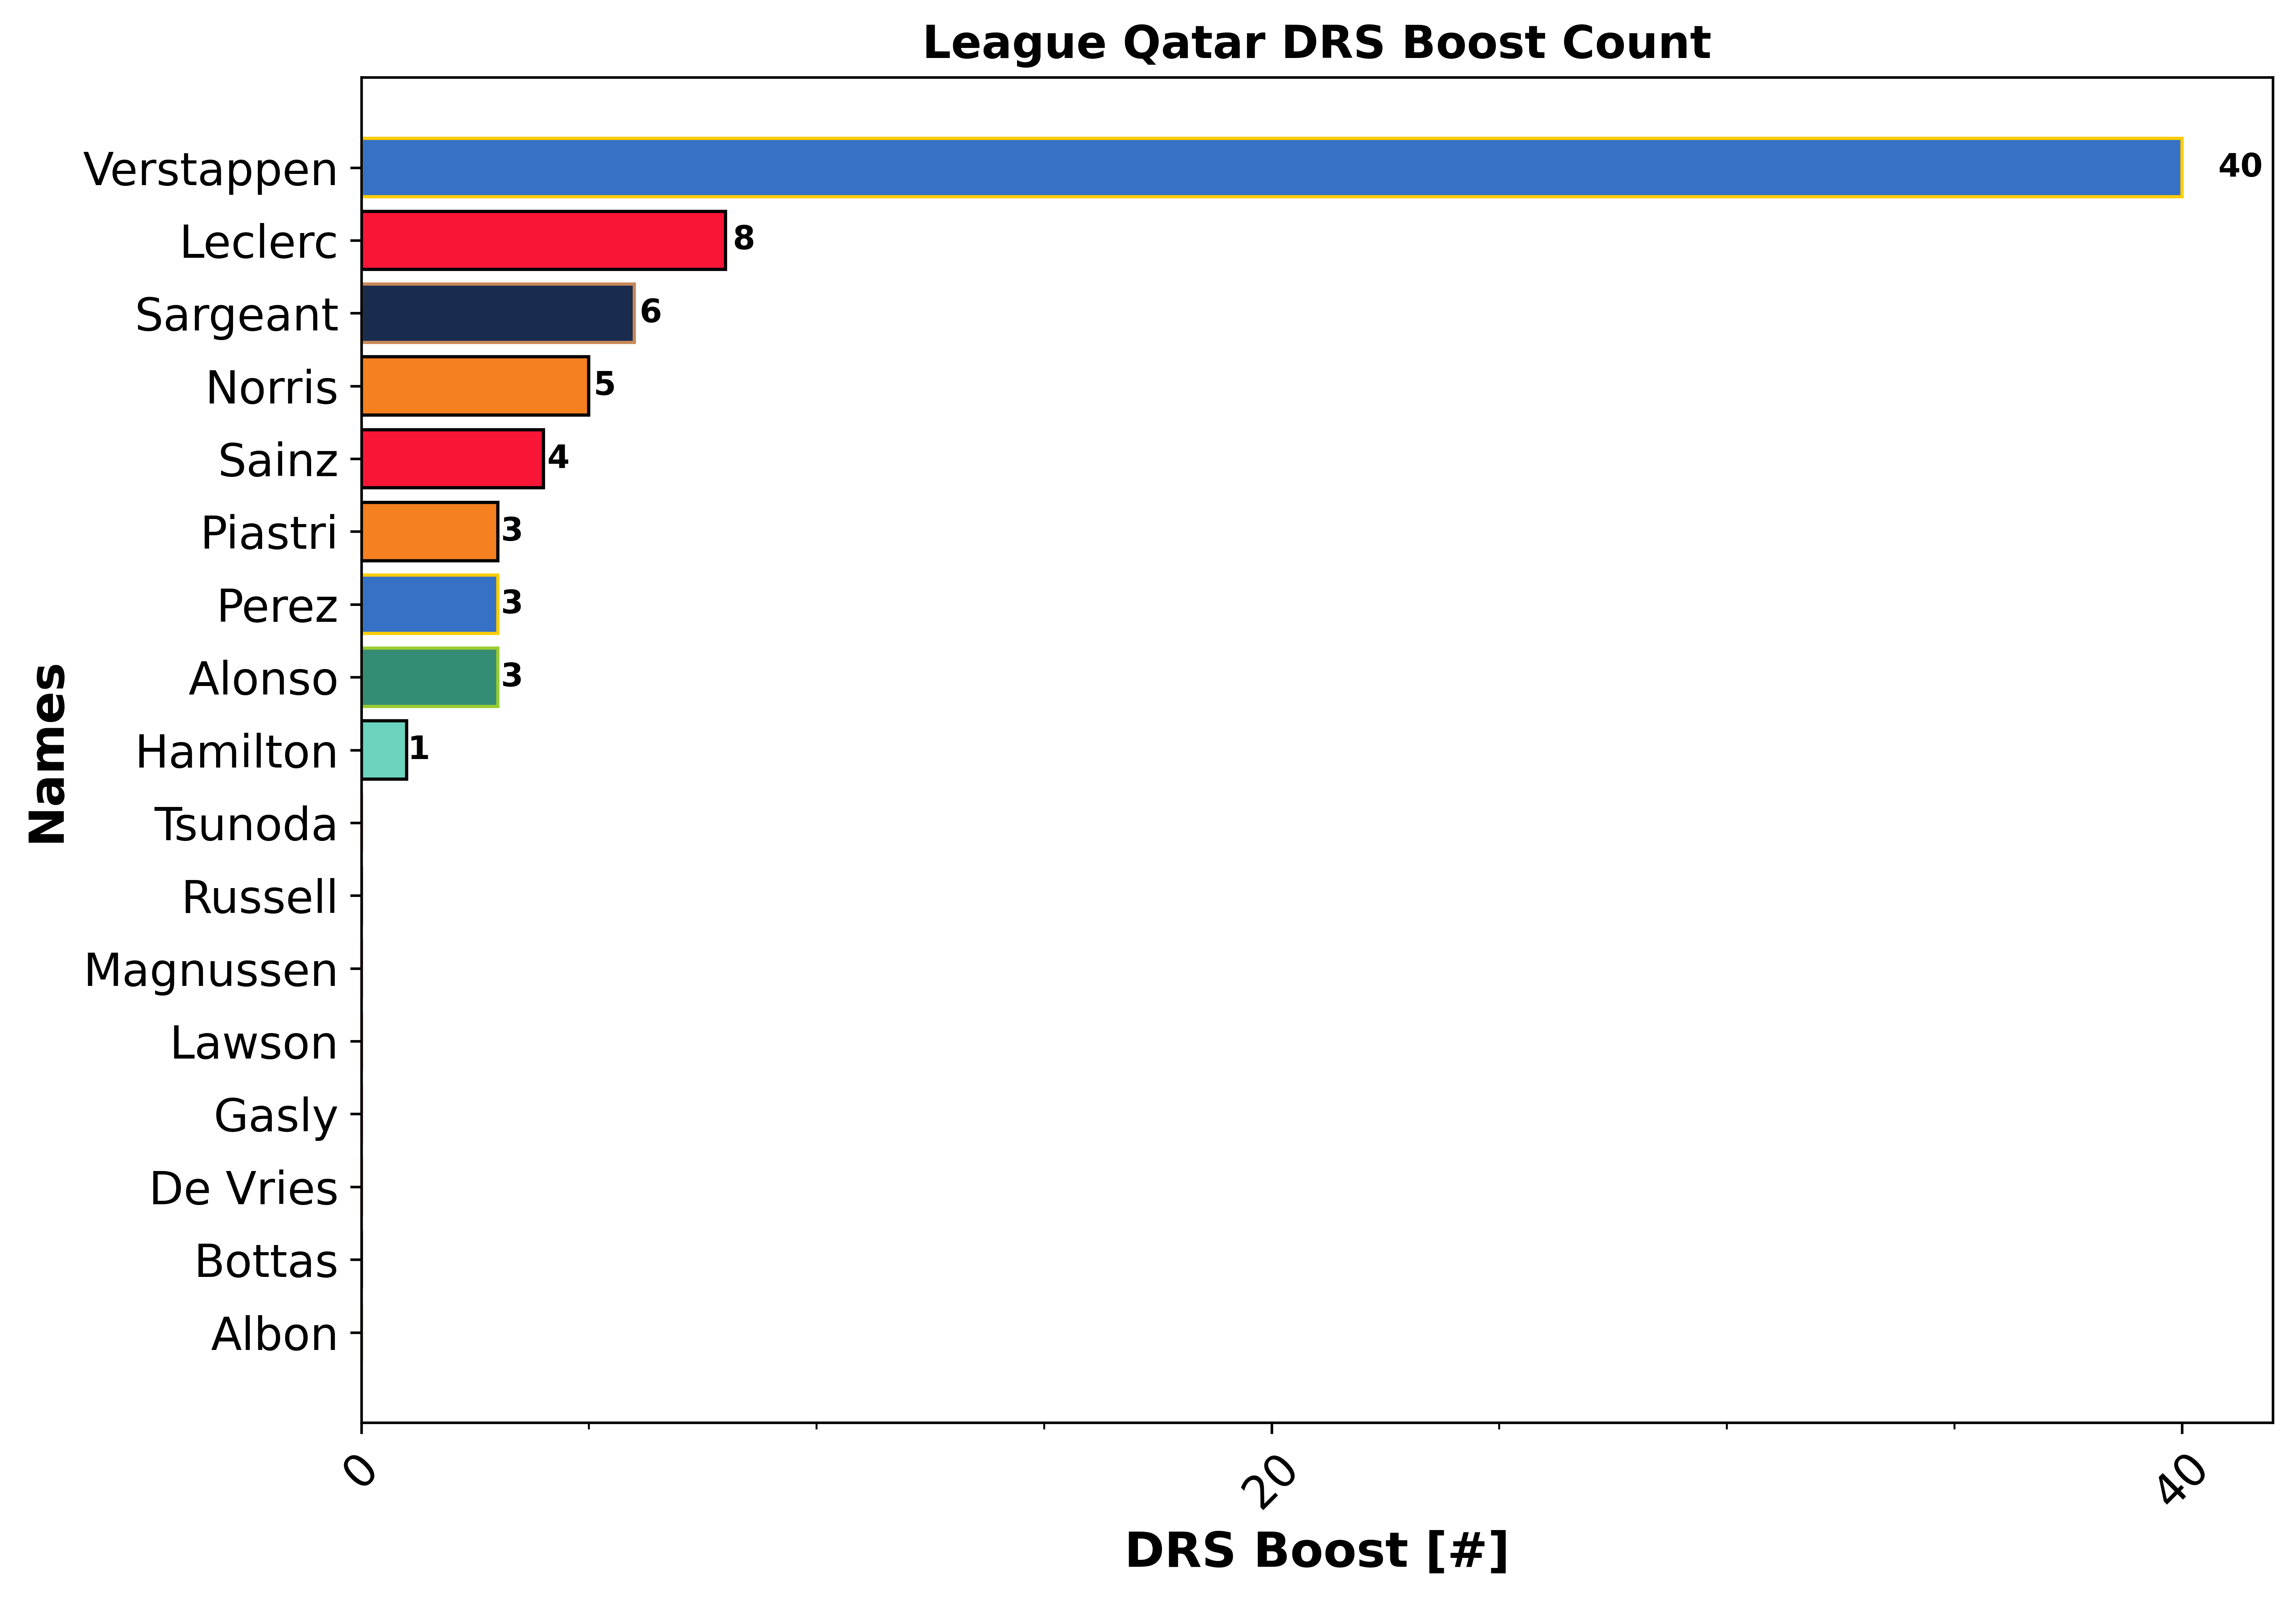 League Qatar DRS Boost Count
Verstappen 40
Leclerc 8
Sargeant 6
Norris 5
Sainz 4
Piastri 3
Perez 3
Alonso 3
Hamilton 1
Tsunoda
Russell
Magnussen
Lawson
Gasly
De Vries
Bottas
Albon
Names
0 20 40
DRS Boost [#]